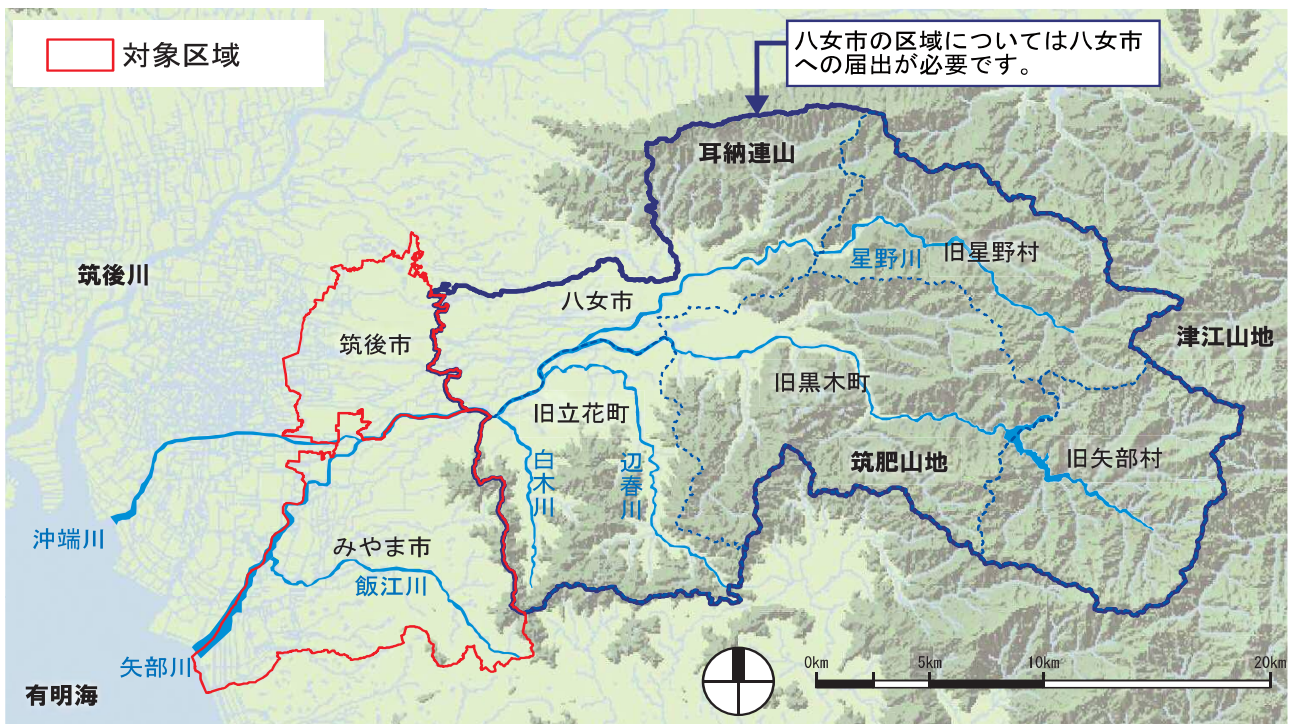 対象区域
八女市の区域については八女市
への届出が必要です。
耳納連山
星野川
旧星野村
筑後川
八女市
津江山地
筑後市
旧黒木町
旧立花町
白木川
辺春川
筑肥山地
旧矢部村
沖端川
みやま市
飯江川
矢部川
有明海
0km
5km
10km
20km